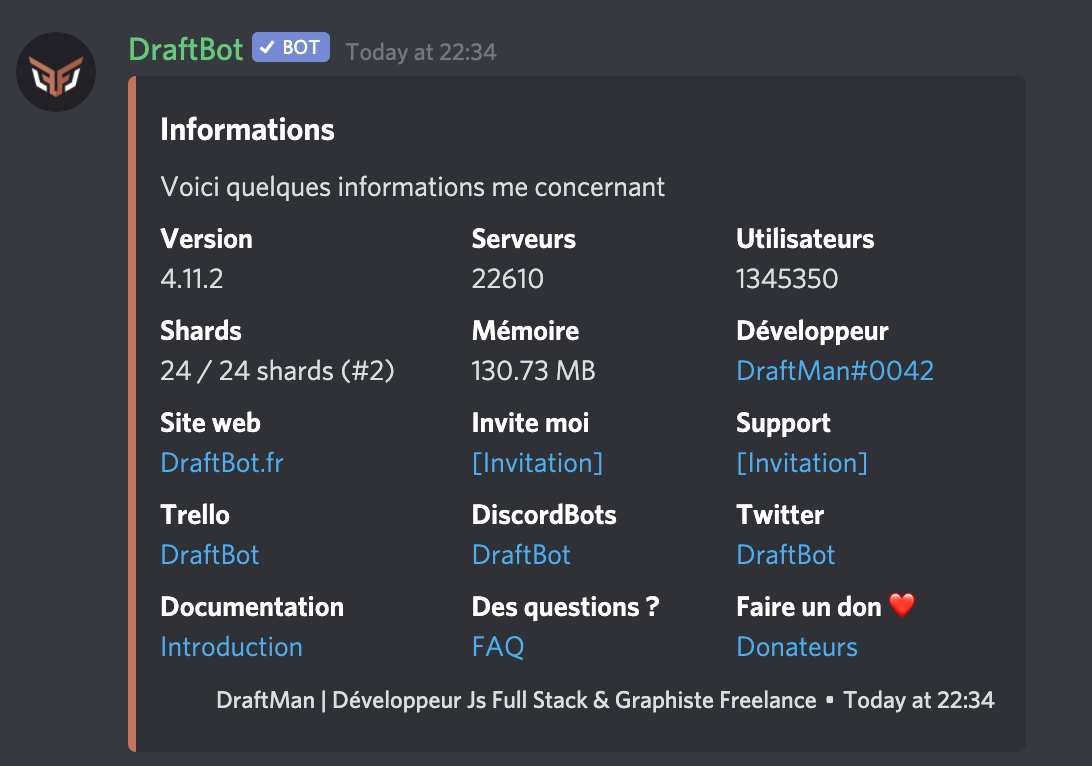 DraftBot ✓ BOT Today at 22:34
Informations
Voici quelques informations me concernant
Version Serveurs Utilisateurs
4.11.2 22610 1345350
Shards Mémoire Développeur
24 / 24 shards (#2) 130.73 MB DraftMan#0042
Site web Invite moi Support
DraftBot.fr [Invitation] [Invitation]
Trello DiscordBots Twitter
DraftBot DraftBot DraftBot
Documentation Des questions ? Faire un don ❤️
Introduction FAQ Donateurs
DraftMan | Développeur Js Full Stack & Graphiste Freelance • Today at 22:34